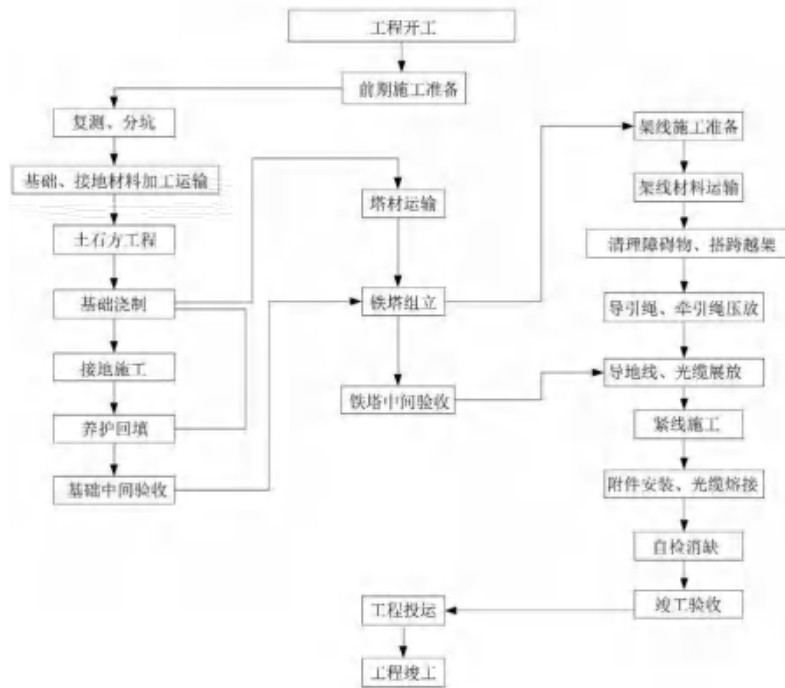 工程开工
前期施工准备
复测、分坑
基础、接地材料加工运输
土石方工程
基础浇制
接地施工
养护回填
基础中间验收
塔材运输
铁塔组立
铁塔中间验收
架线施工准备
架线材料运输
清理障碍物、搭跨越架
导引绳、牵引绳压放
导地线、光缆展放
紧线施工
附件安装、光缆熔接
自检消缺
竣工验收
工程投运
工程竣工